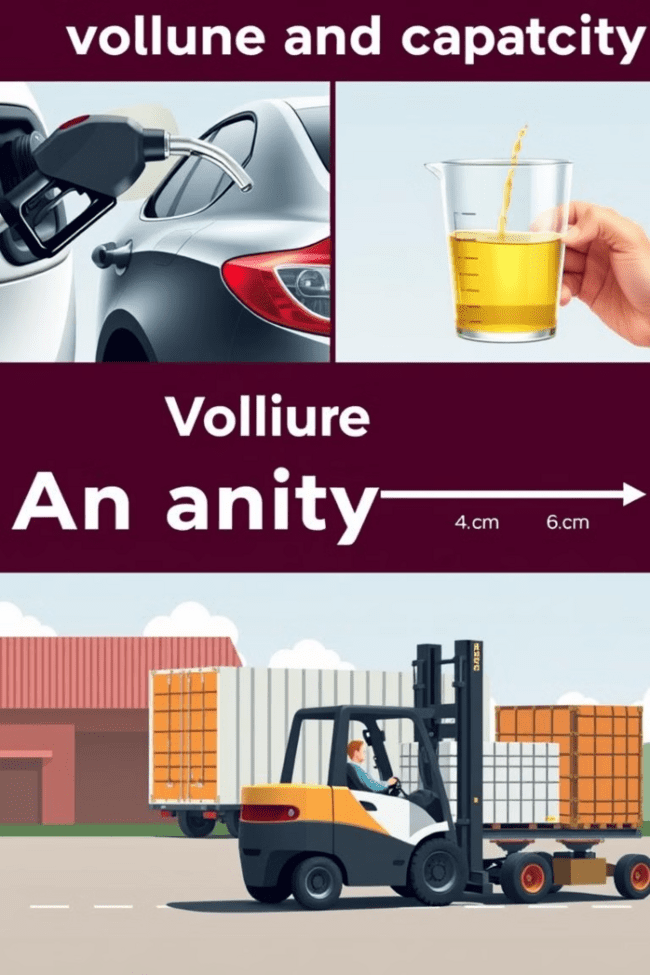 vollune and capatcity
Volliure
An anity
4.cm 6.cm